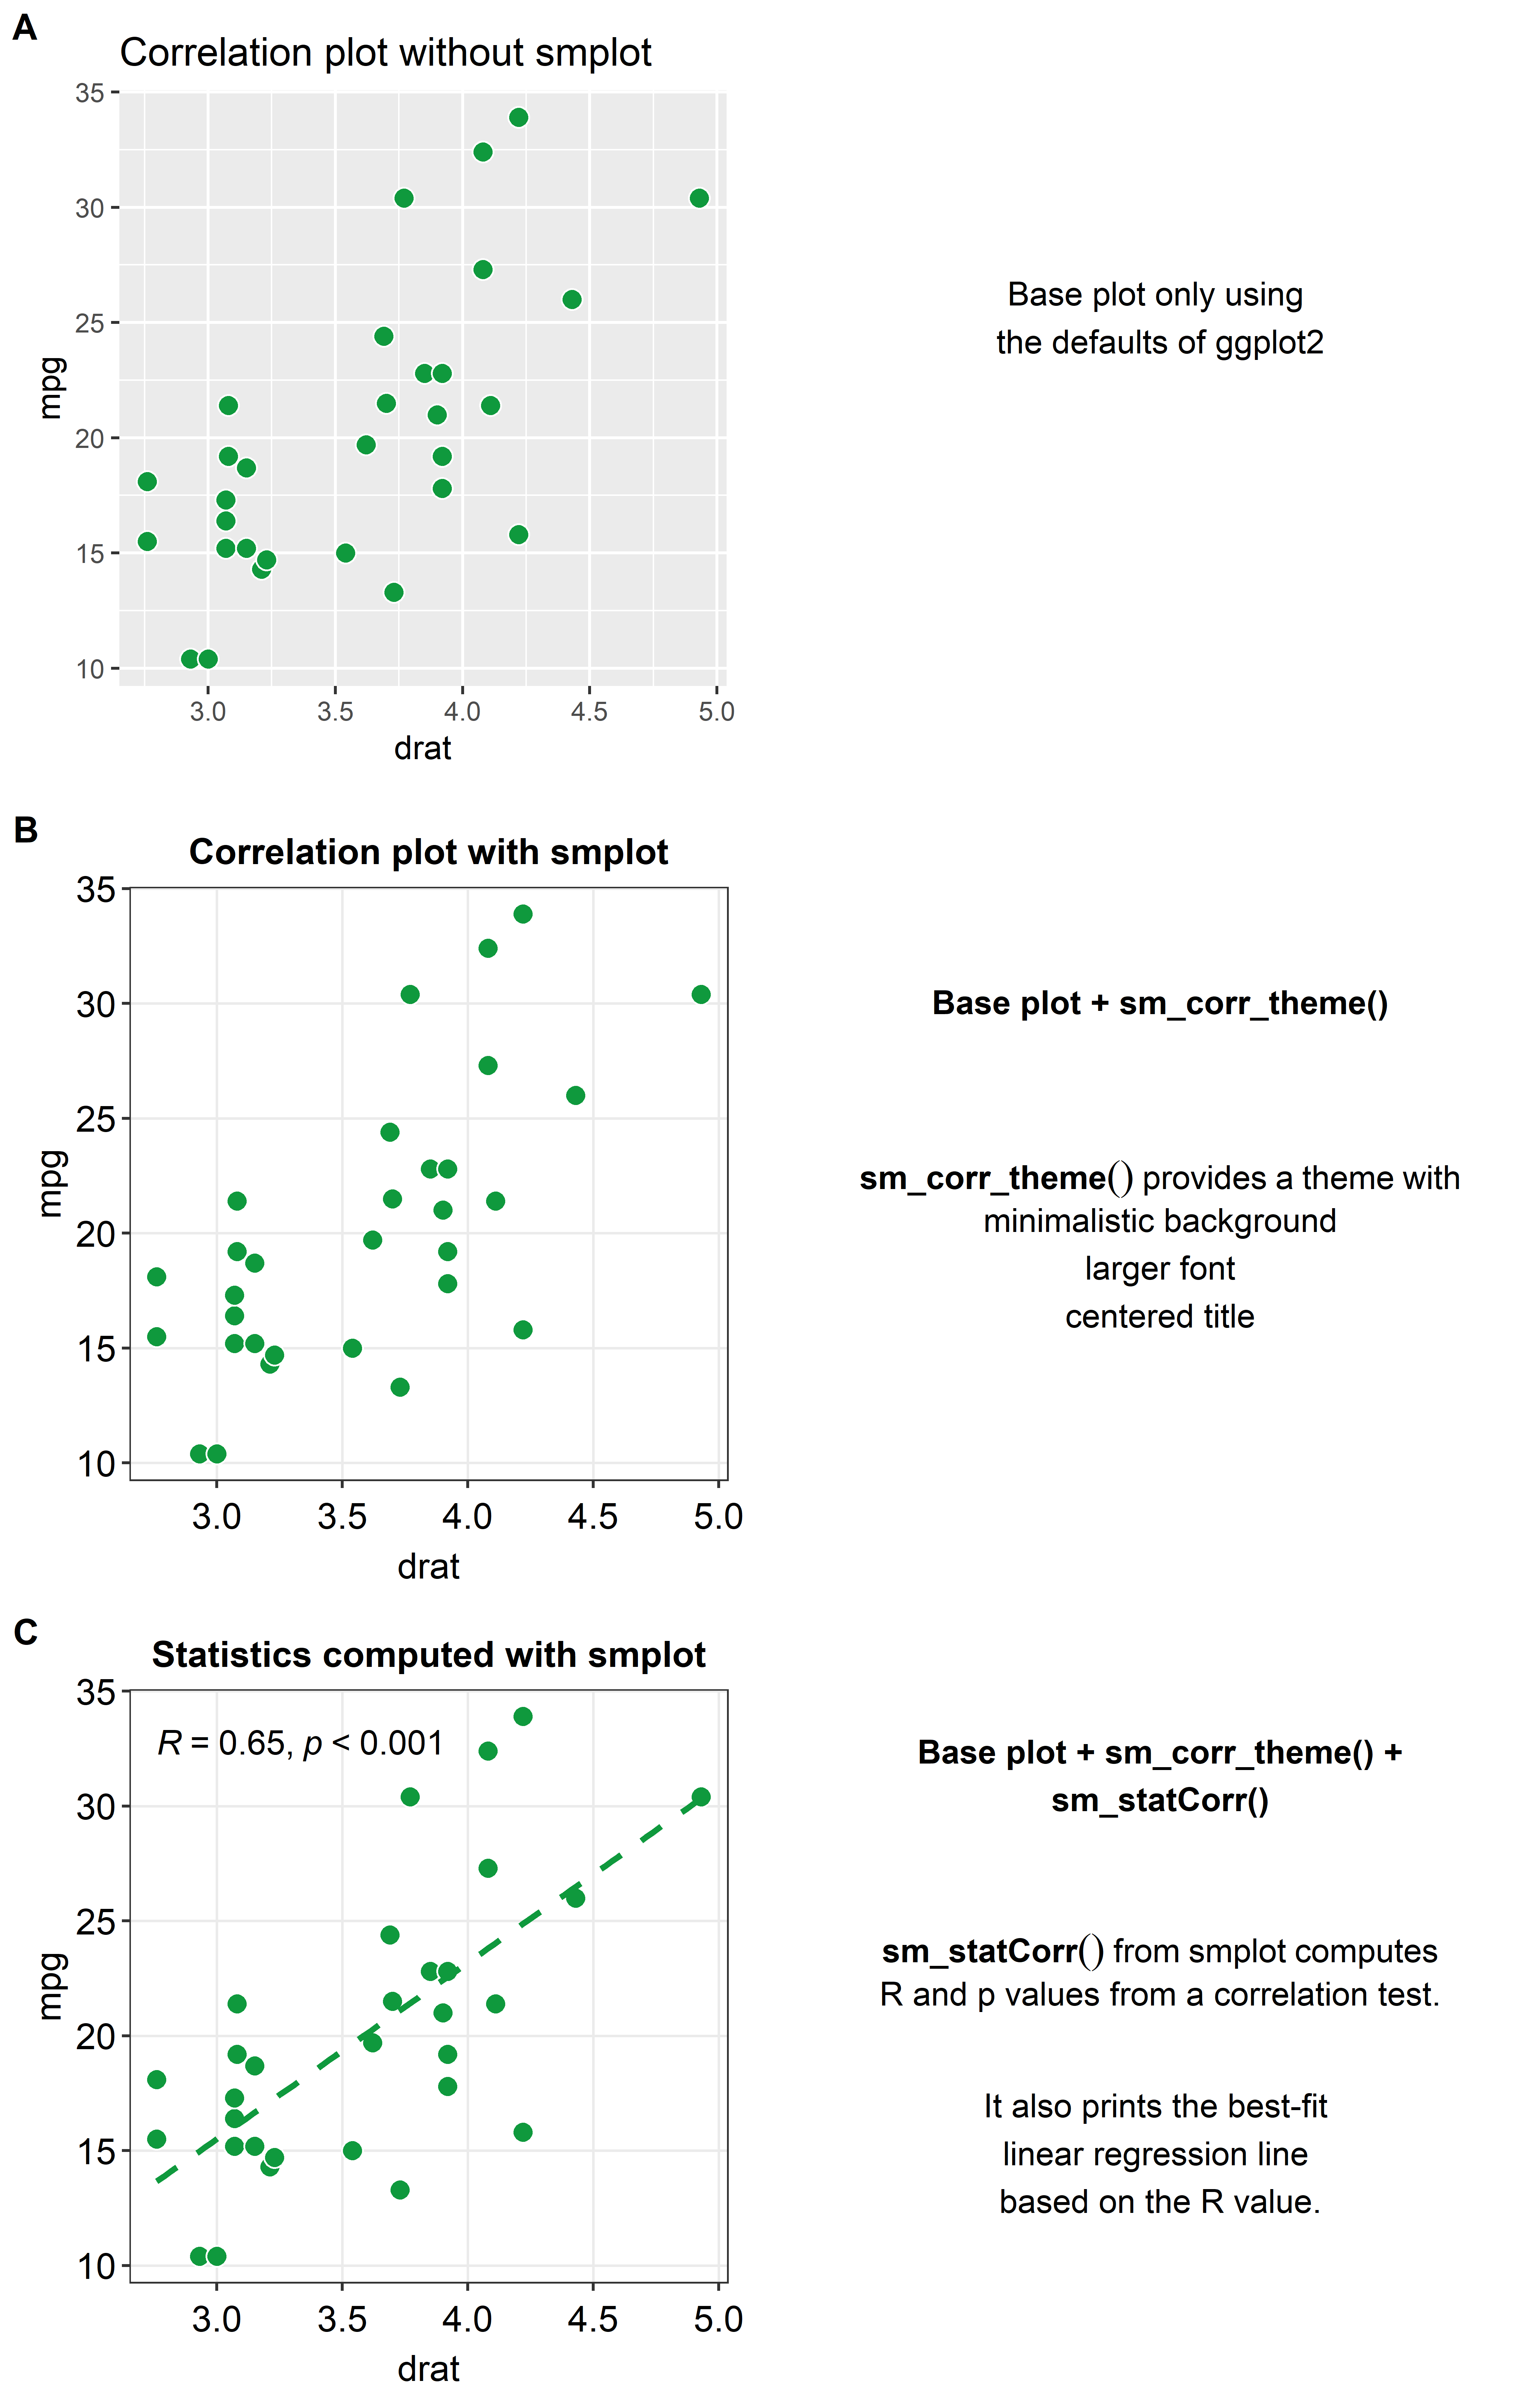 A
Correlation plot without smplot
35
30
25
20
15
10
mpg
3.0 3.5 4.0 4.5 5.0
drat
Base plot only using
the defaults of ggplot2
B
Correlation plot with smplot
35
30
25
20
15
10
mpg
3.0 3.5 4.0 4.5 5.0
drat
Base plot + sm_corr_theme()
sm_corr_theme() provides a theme with
minimalistic background
larger font
centered title
C
Statistics computed with smplot
R = 0.65, p < 0.001
35
30
25
20
15
10
mpg
3.0 3.5 4.0 4.5 5.0
drat
Base plot + sm_corr_theme() +
sm_statCorr()
sm_statCorr() from smplot computes
R and p values from a correlation test.
It also prints the best-fit
linear regression line
based on the R value.